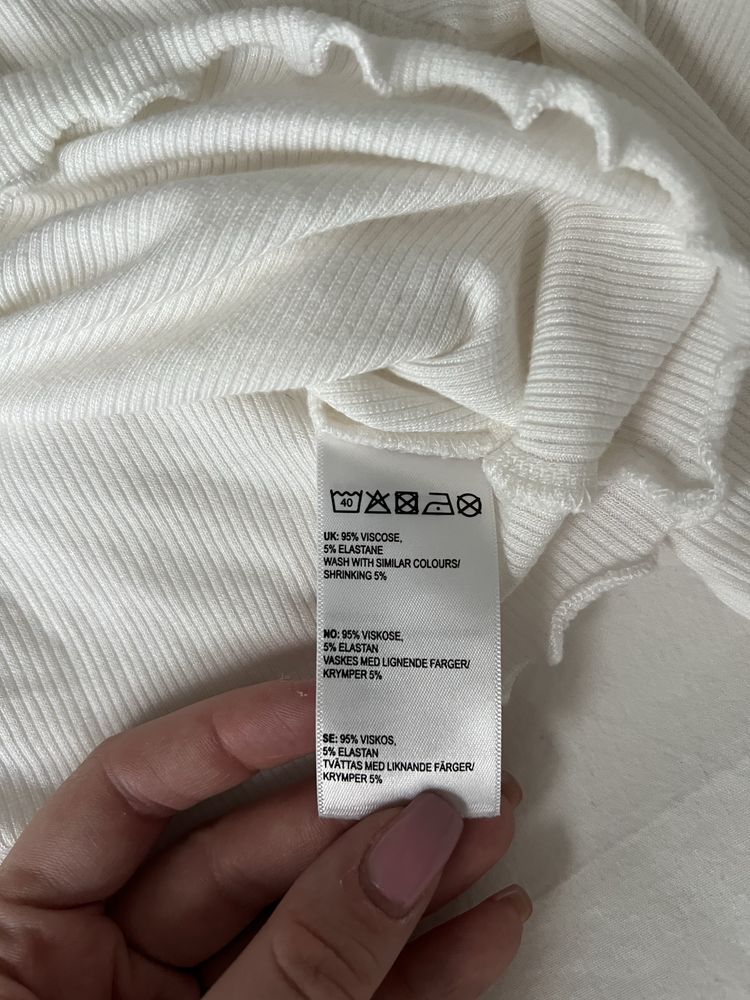 40
UK: 95% VISCOSE,
5% ELASTANE
WASH WITH SIMILAR COLOURS/
SHRINKING 5%
NO: 95% VISKOSE,
5% ELASTAN
VASKES MED LIGNENDE FARGER/
KRYMPER 5%
SE: 95% VISKOS,
5% ELASTAN
TVÄTTAS MED LIKNANDE FÄRGER/
KRYMPER 5%